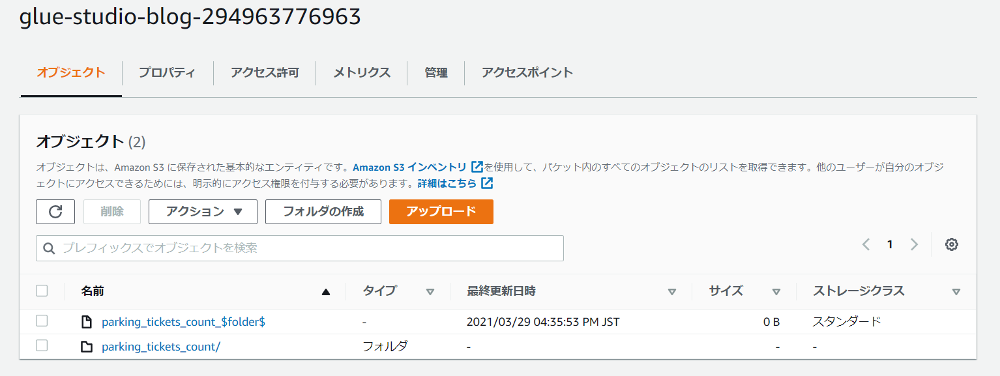 glue-studio-blog-294963776963
オブジェクト プロパティ アクセス許可 メトリクス 管理 アクセスポイント
オブジェクト (2)
オブジェクトは、Amazon S3 に保存された基本的なエンティティです。Amazon S3 インベントリ を使用して、バケット内のすべてのオブジェクトのリストを取得できます。他のユーザーが自分のオブジ
ェクトにアクセスできるためには、明示的にアクセス権限を付与する必要があります。詳細はこちら
削除 アクション フォルダの作成 アップロード
プレフィックスでオブジェクトを検索 1
名前 タイプ 最終更新日時 サイズ ストレージクラス
parking_tickets_count_$folder$ - 2021/03/29 04:35:53 PM JST 0 B スタンダード
parking_tickets_count/ フォルダ - - -